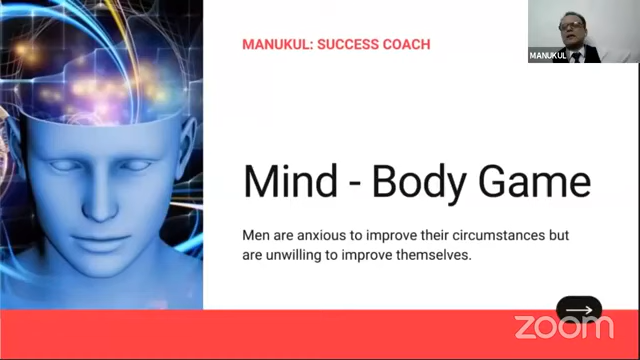 MANUKUL: SUCCESS COACH
MANUKUL
Mind - Body Game
Men are anxious to improve their circumstances but
are unwilling to improve themselves.
zoom